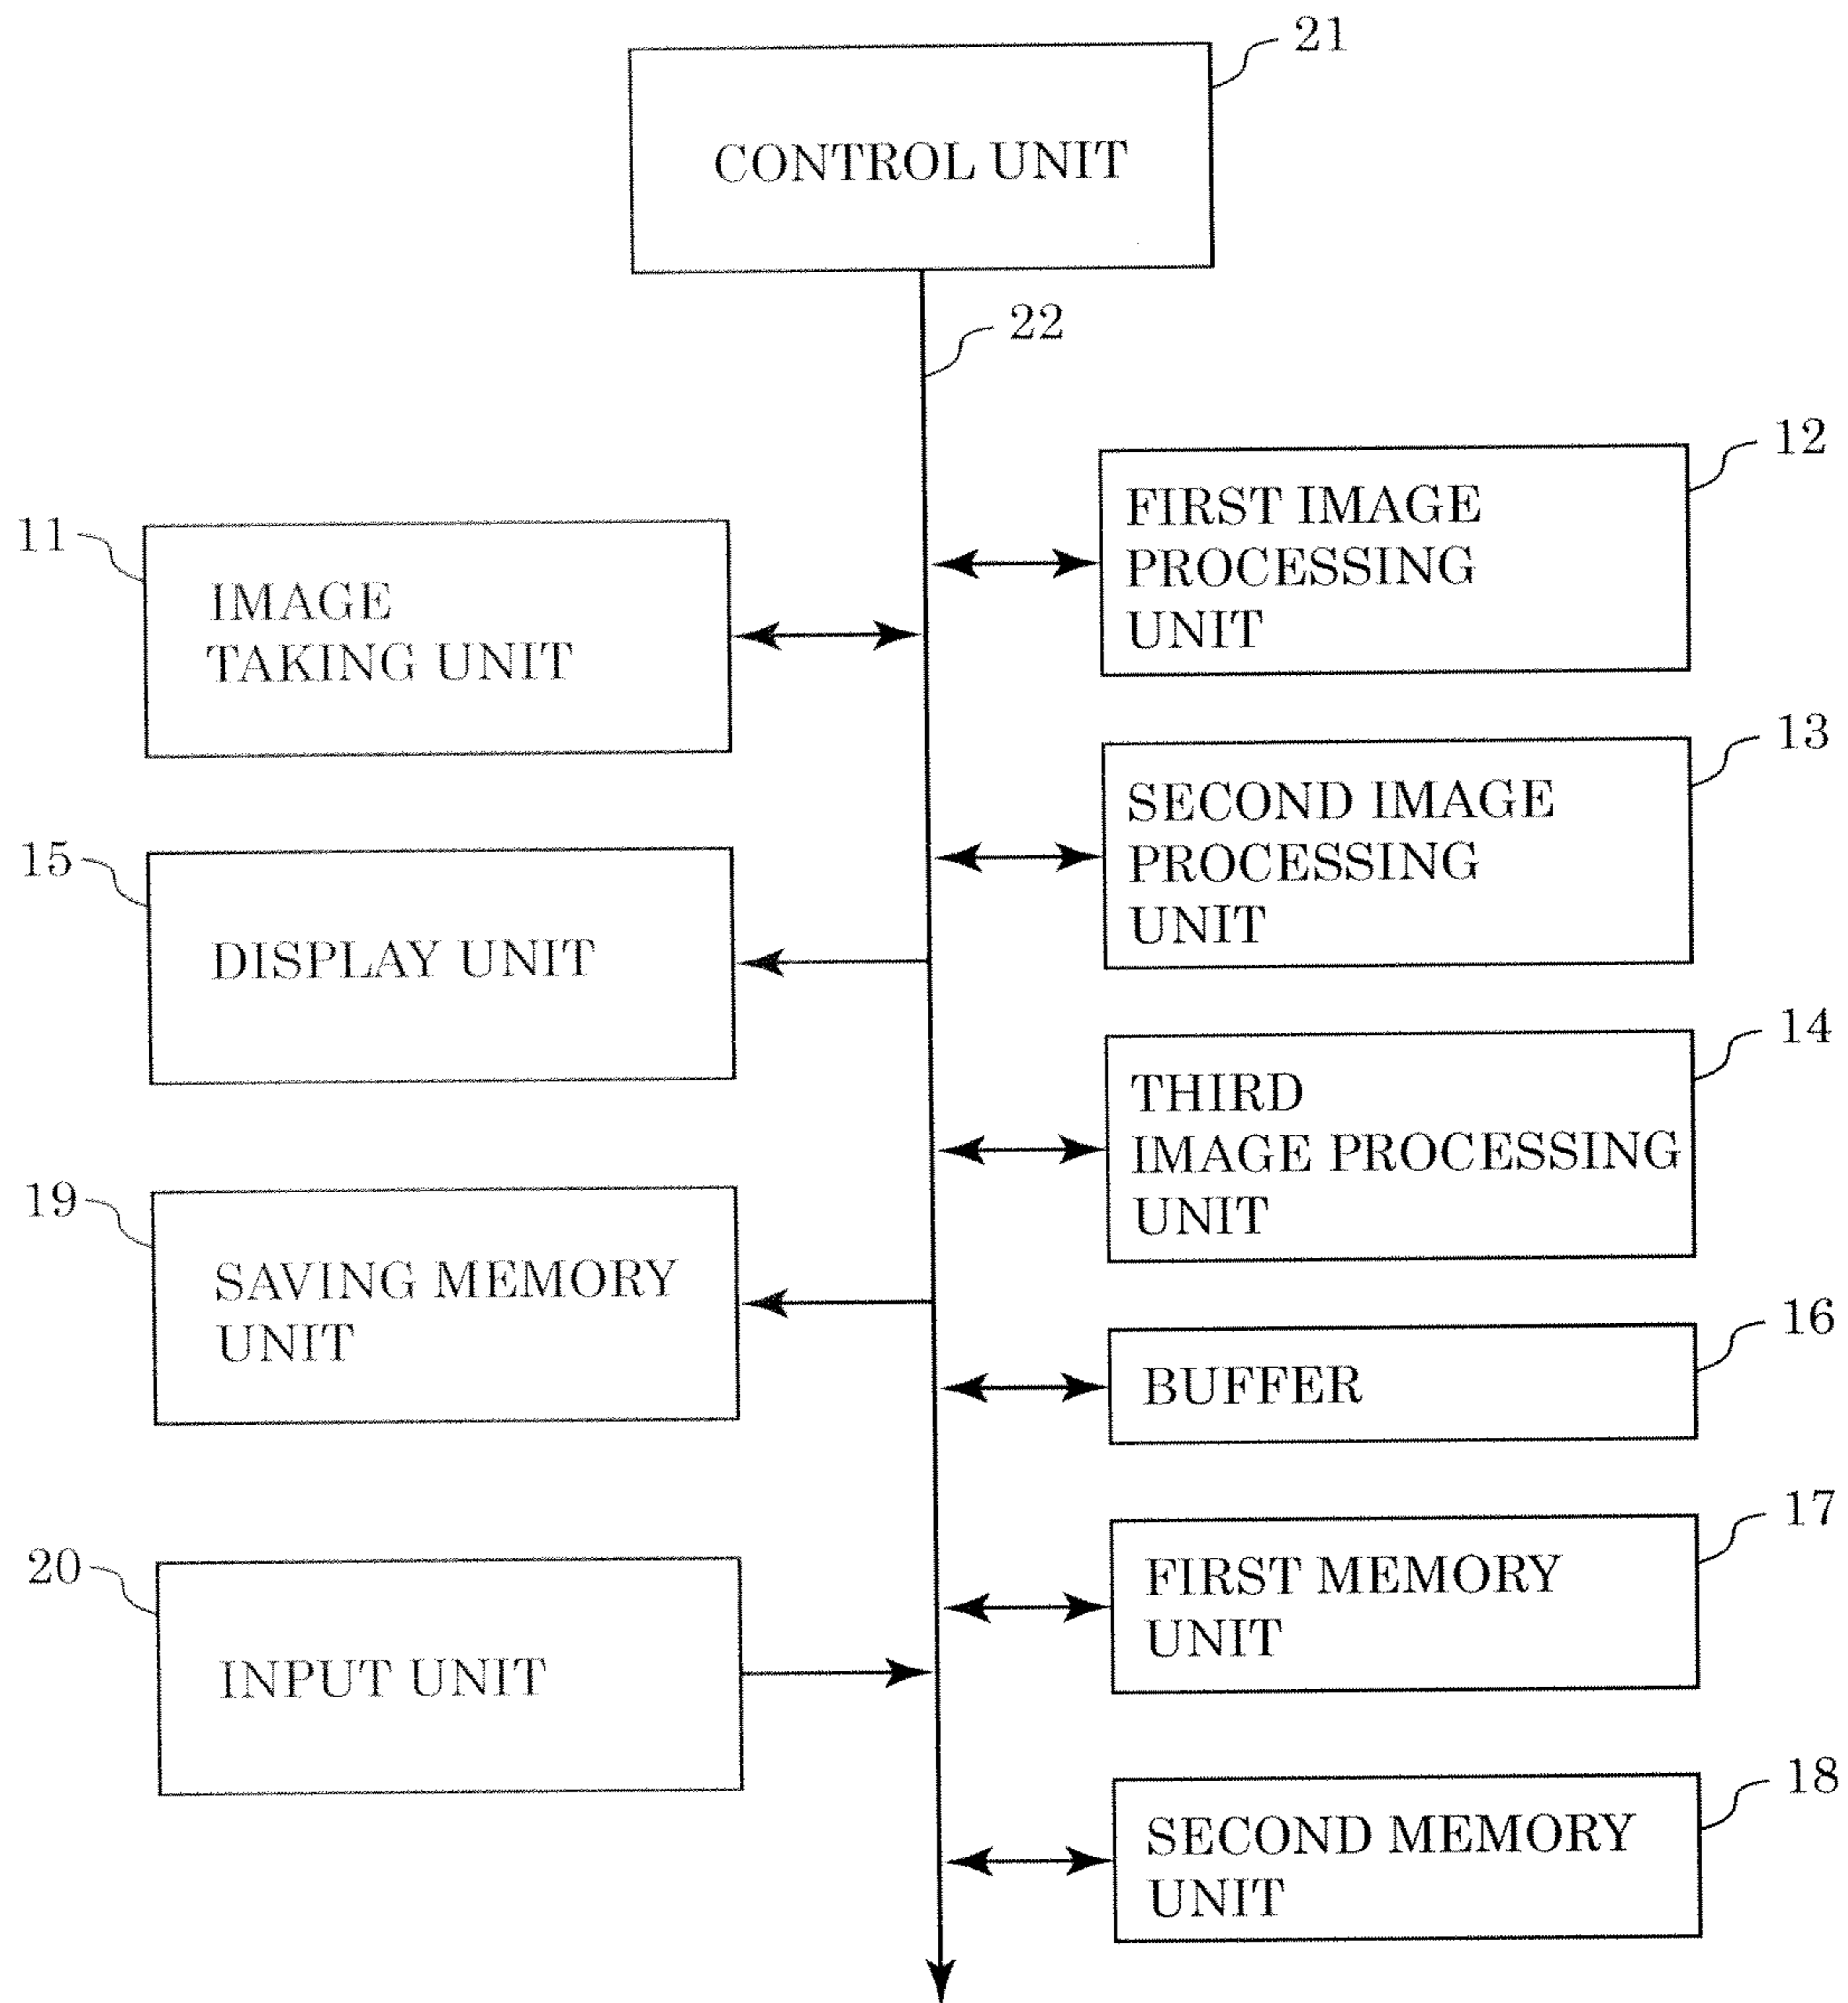 21
CONTROL UNIT
22
12
FIRST IMAGE
PROCESSING
UNIT
11
IMAGE
TAKING UNIT
13
SECOND IMAGE
PROCESSING
UNIT
15
DISPLAY UNIT
14
THIRD
IMAGE PROCESSING
UNIT
19
SAVING MEMORY
UNIT
16
BUFFER
17
FIRST MEMORY
UNIT
20
INPUT UNIT
18
SECOND MEMORY
UNIT